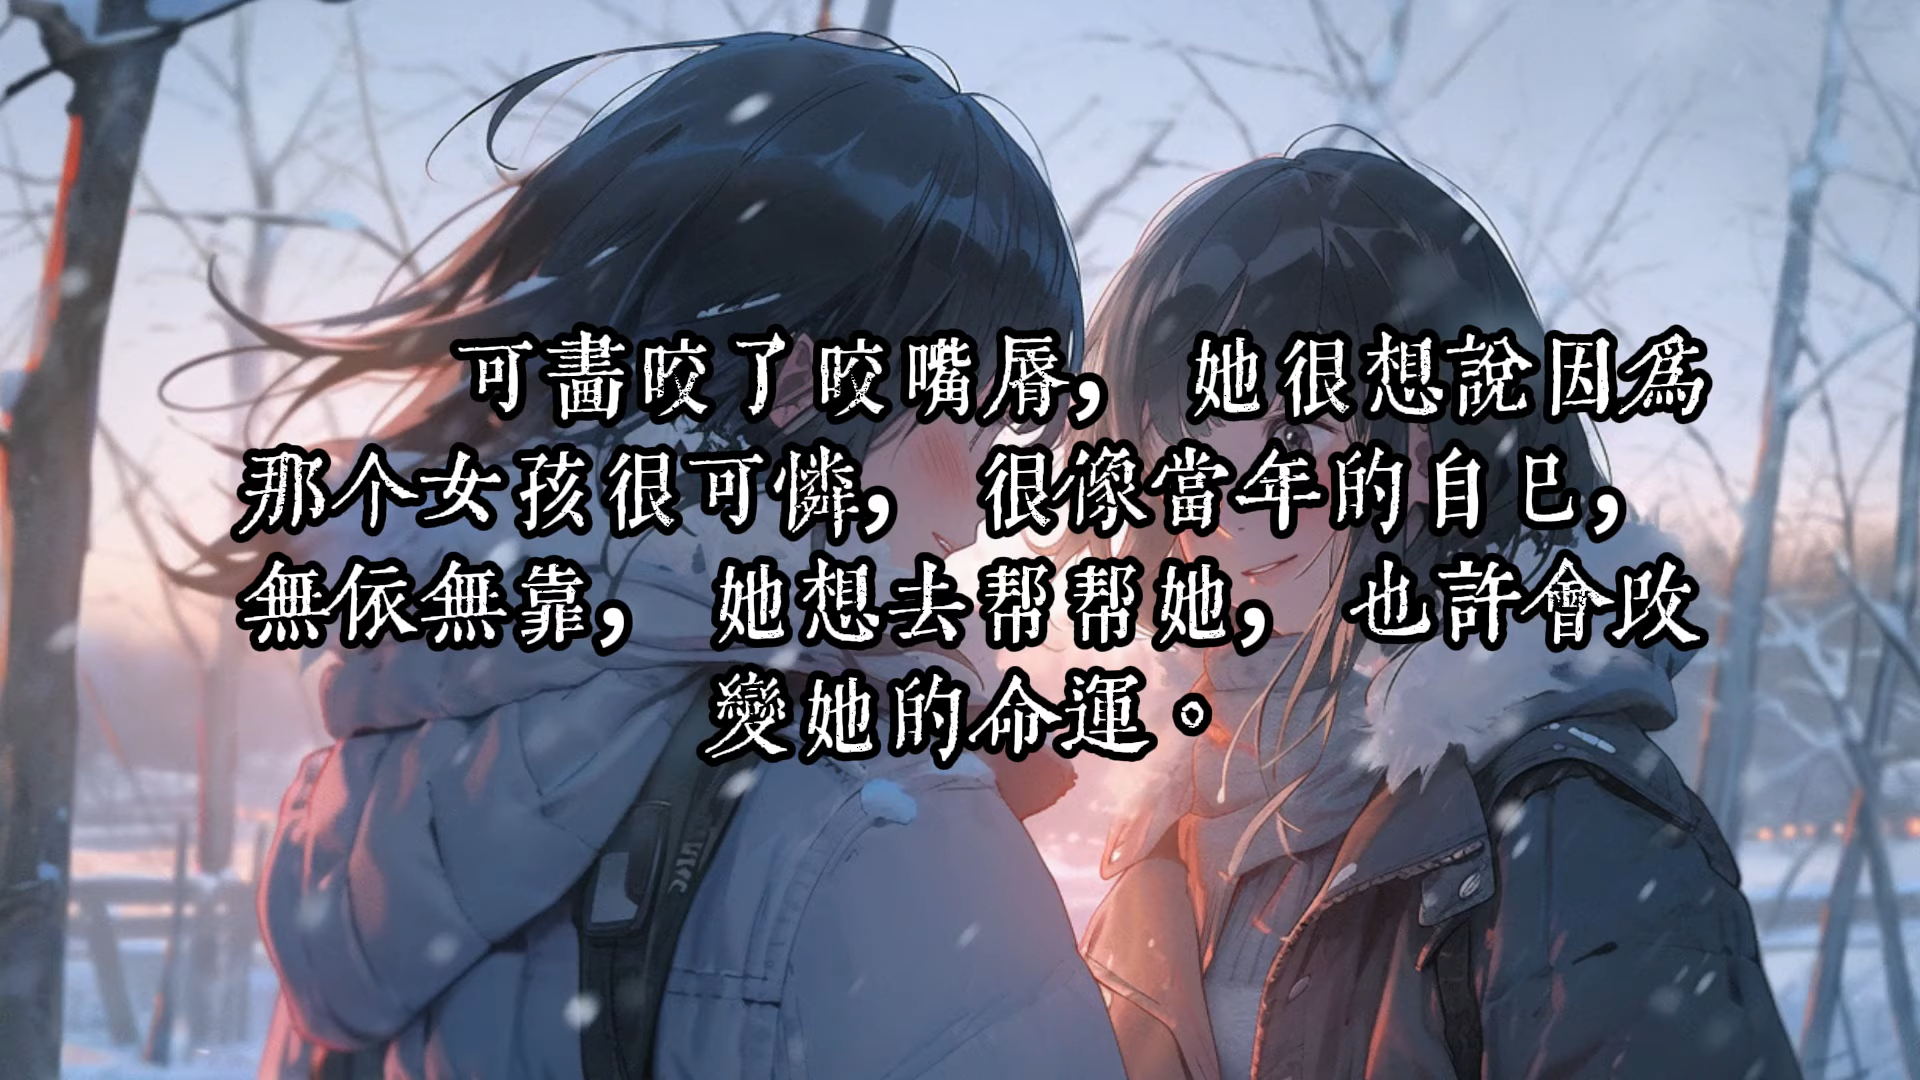 可畫咬了咬嘴脣，她很想說因爲
那个女孩很可憐，很像當年的自己，
無依無靠，她想去帮帮她，也許會改
變她的命運。